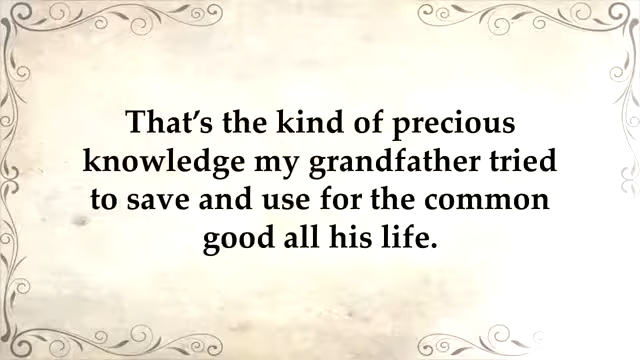 That’s the kind of precious
knowledge my grandfather tried
to save and use for the common
good all his life.